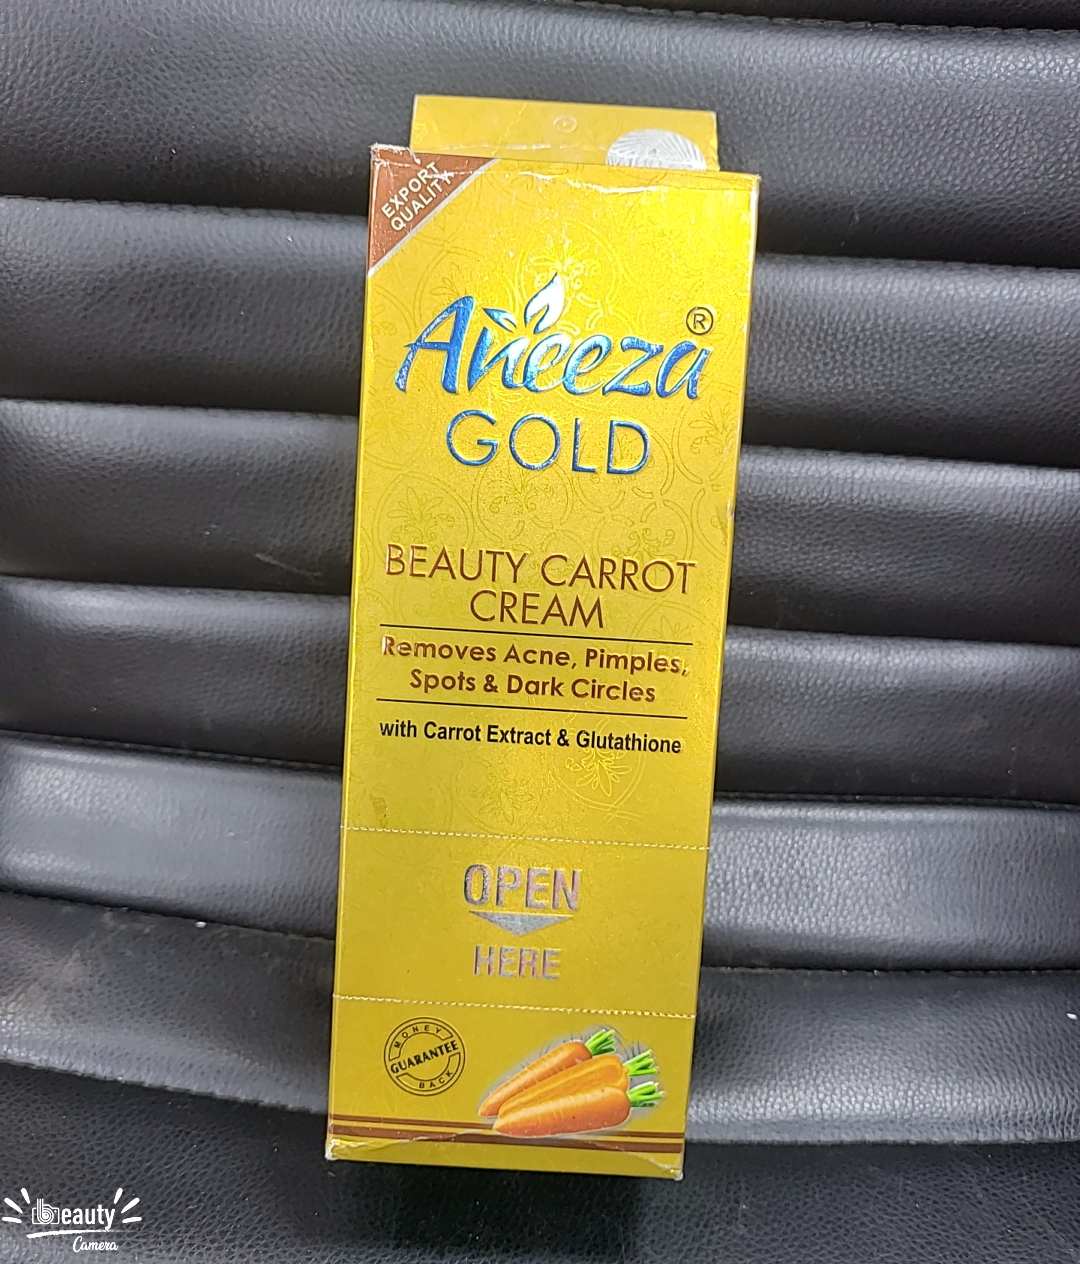 EXPORT
QUALITY
Aneeza®
GOLD
BEAUTY CARROT
CREAM
Removes Acne, Pimples,
Spots & Dark Circles
with Carrot Extract & Glutathione
OPEN
HERE
MONEY
GUARANTEE
BACK
beauty
Camera